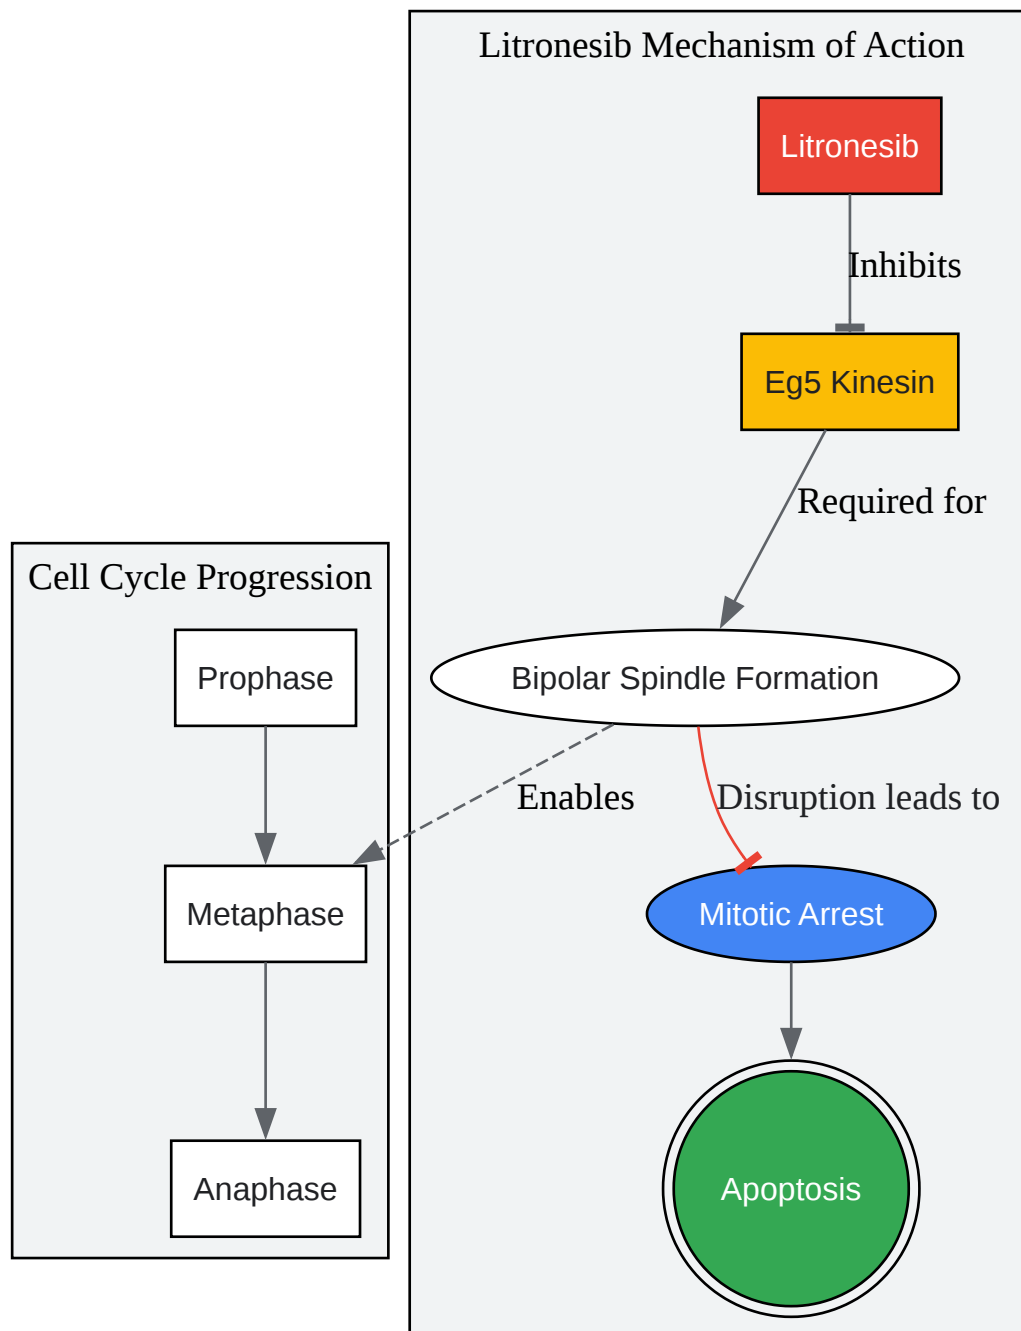 Litronesib Mechanism of Action
Litronesib
Inhibits
Eg5 Kinesin
Required for
Cell Cycle Progression
Prophase
Bipolar Spindle Formation
Enables
Disruption leads to
Metaphase
Mitotic Arrest
Anaphase
Apoptosis